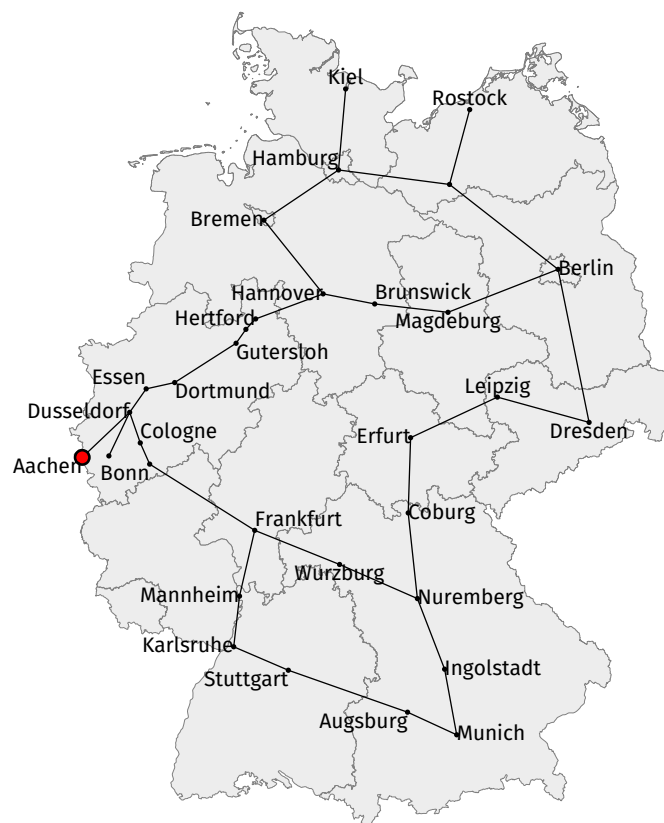 Kiel
Rostock
Hamburg
Bremen
Berlin
Hannover
Brunswick
Hertford
Magdeburg
Gutersloh
Essen
Dortmund
Leipzig
Dusseldorf
Cologne
Erfurt
Dresden
Aachen
Bonn
Coburg
Frankfurt
Wurzburg
Mannheim
Nuremberg
Karlsruhe
Stuttgart
Ingolstadt
Augsburg
Munich